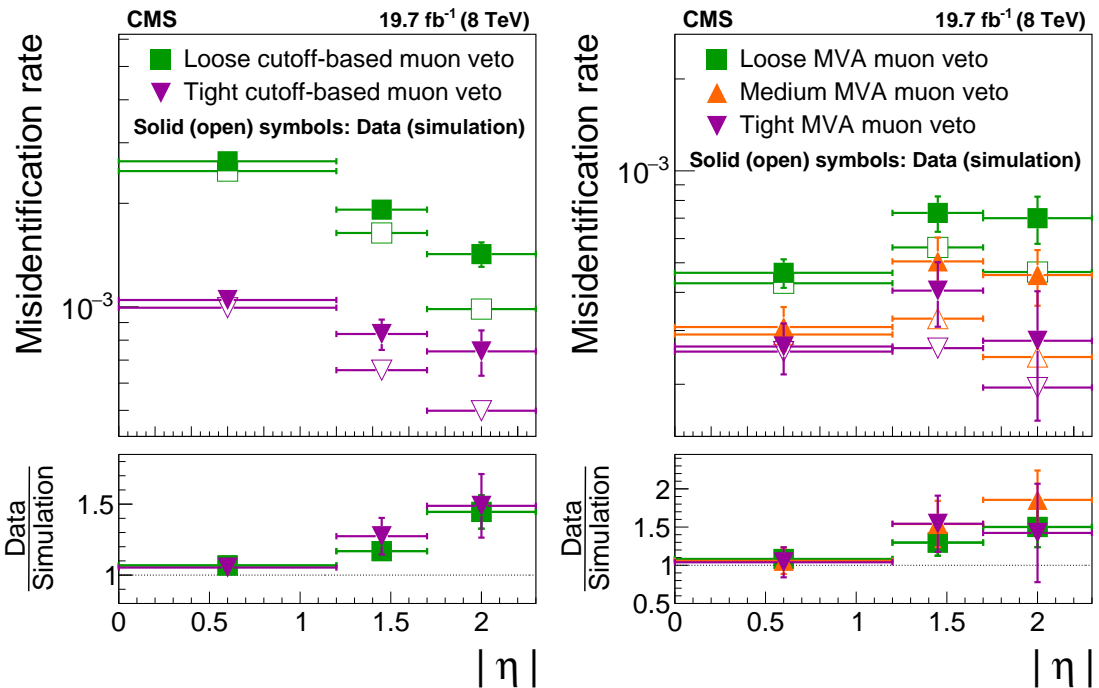 CMS 19.7 fb⁻¹ (8 TeV)
Misidentification rate
Loose cutoff-based muon veto
Tight cutoff-based muon veto
Solid (open) symbols: Data (simulation)
10⁻³
Data
Simulation
1.5
1
0 0.5 1 1.5 2
| η |
CMS 19.7 fb⁻¹ (8 TeV)
Misidentification rate
Loose MVA muon veto
Medium MVA muon veto
Tight MVA muon veto
Solid (open) symbols: Data (simulation)
10⁻³
Data
Simulation
2
1.5
1
0.5
0 0.5 1 1.5 2
| η |